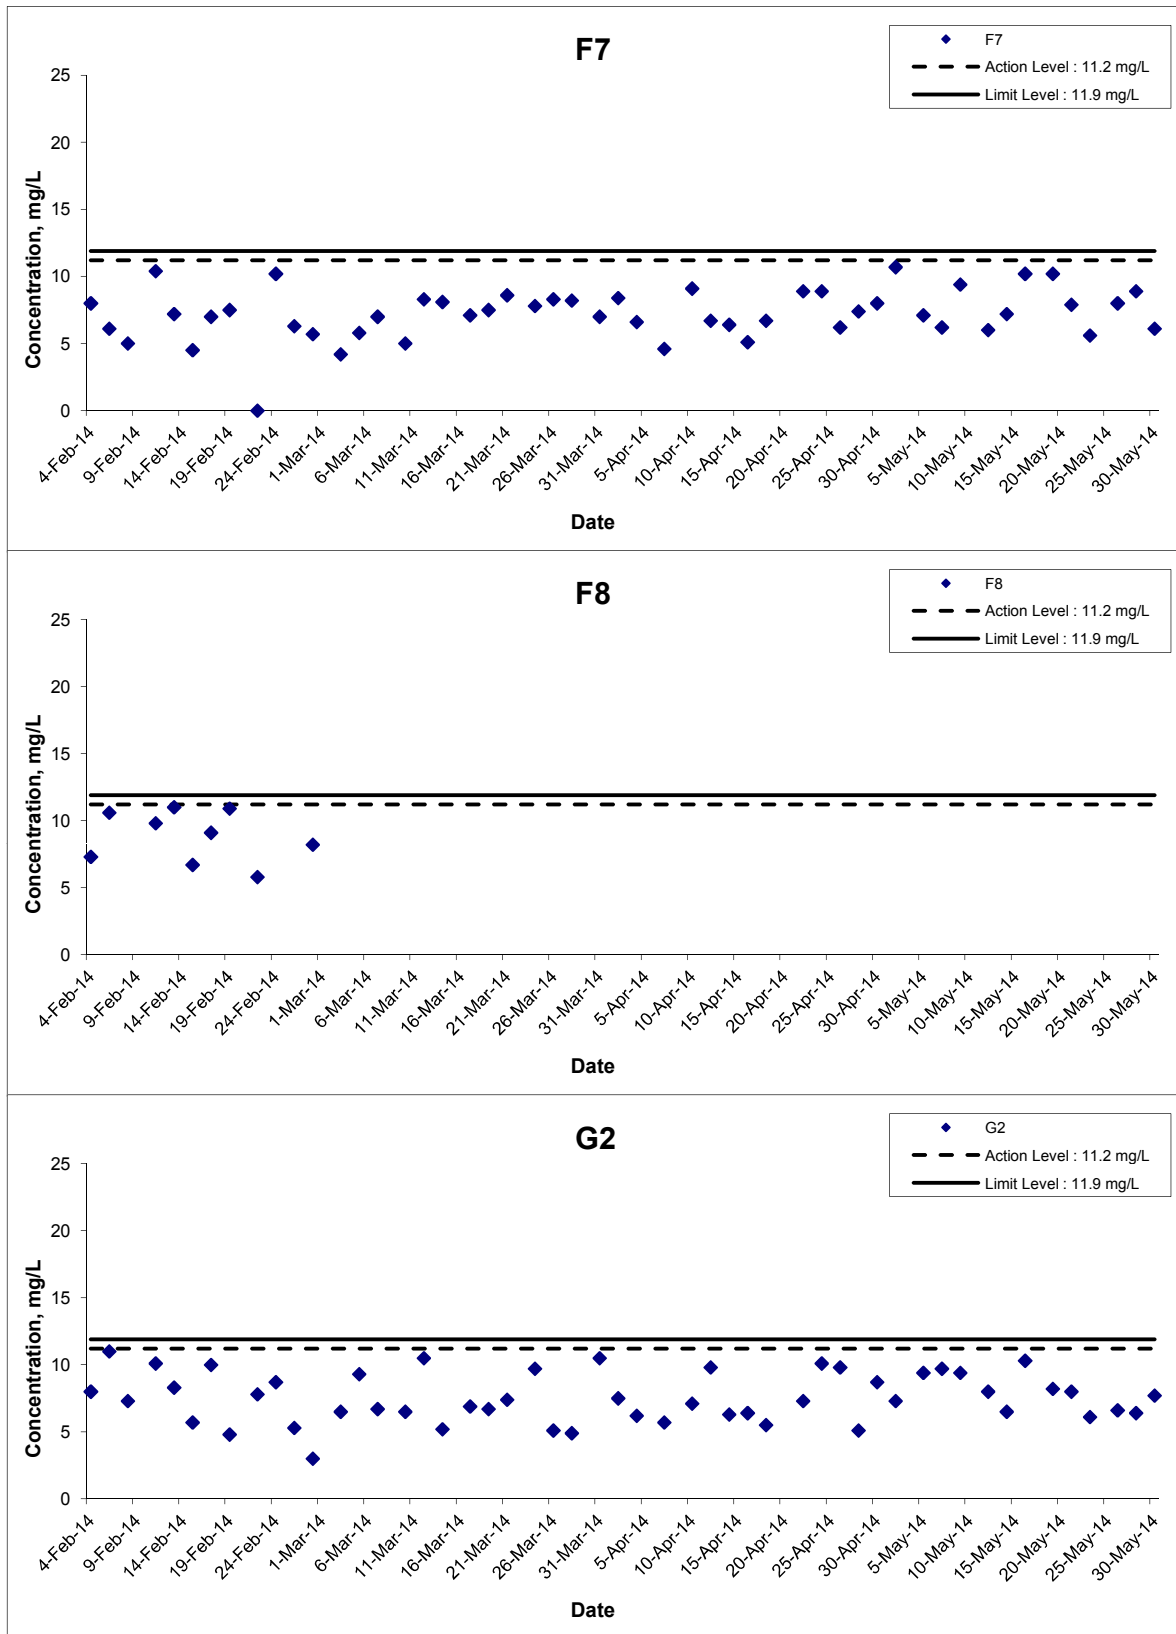 F7
F7
Action Level : 11.2 mg/L
Limit Level : 11.9 mg/L
Concentration, mg/L
25
20
15
10
5
0
4-Feb-14
9-Feb-14
14-Feb-14
19-Feb-14
24-Feb-14
1-Mar-14
6-Mar-14
11-Mar-14
16-Mar-14
21-Mar-14
26-Mar-14
31-Mar-14
5-Apr-14
10-Apr-14
15-Apr-14
20-Apr-14
25-Apr-14
30-Apr-14
5-May-14
10-May-14
15-May-14
20-May-14
25-May-14
30-May-14
Date
F8
F8
Action Level : 11.2 mg/L
Limit Level : 11.9 mg/L
Concentration, mg/L
25
20
15
10
5
0
4-Feb-14
9-Feb-14
14-Feb-14
19-Feb-14
24-Feb-14
1-Mar-14
6-Mar-14
11-Mar-14
16-Mar-14
21-Mar-14
26-Mar-14
31-Mar-14
5-Apr-14
10-Apr-14
15-Apr-14
20-Apr-14
25-Apr-14
30-Apr-14
5-May-14
10-May-14
15-May-14
20-May-14
25-May-14
30-May-14
Date
G2
G2
Action Level : 11.2 mg/L
Limit Level : 11.9 mg/L
Concentration, mg/L
25
20
15
10
5
0
4-Feb-14
9-Feb-14
14-Feb-14
19-Feb-14
24-Feb-14
1-Mar-14
6-Mar-14
11-Mar-14
16-Mar-14
21-Mar-14
26-Mar-14
31-Mar-14
5-Apr-14
10-Apr-14
15-Apr-14
20-Apr-14
25-Apr-14
30-Apr-14
5-May-14
10-May-14
15-May-14
20-May-14
25-May-14
30-May-14
Date